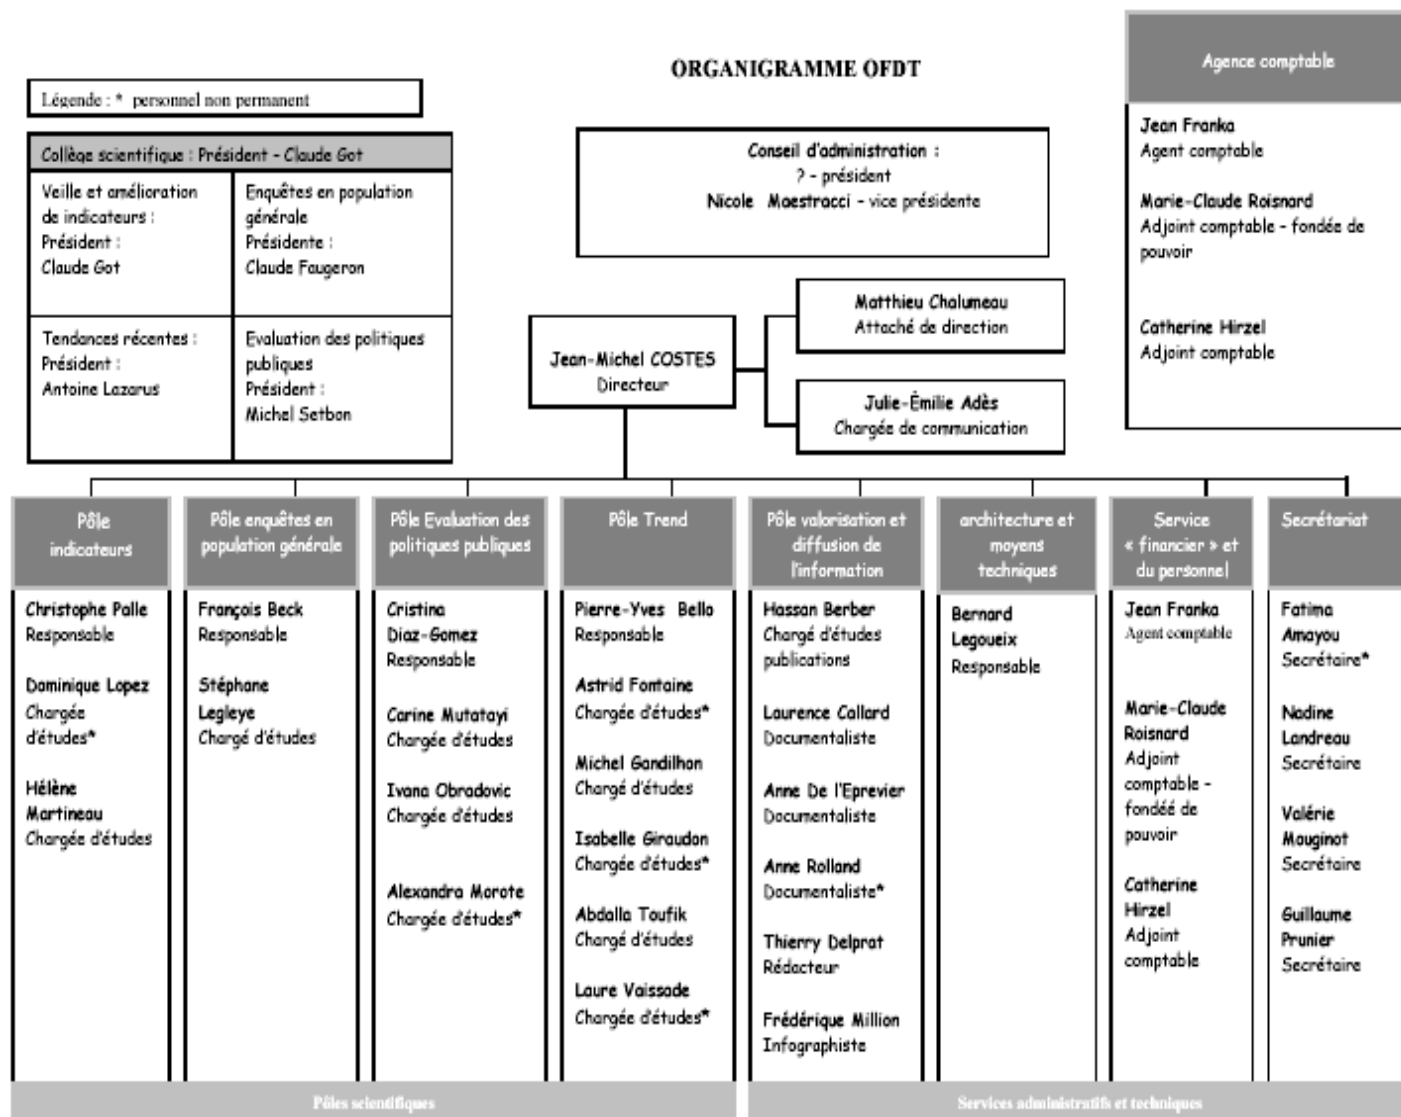 ORGANIGRAMME OFDT
Légende : * personnel non permanent
Collège scientifique : Président - Claude Got
Veille et amélioration
de indicateurs :
Président :
Claude Got
Enquêtes en population
générale
Présidente :
Claude Faugeron
Tendances récentes :
Président :
Antoine Lazarus
Evaluation des politiques
publiques
Président :
Michel Setbon
Conseil d'administration :
? - président
Nicole Maestracci - vice présidente
Jean-Michel COSTES
Directeur
Matthieu Chalumeau
Attaché de direction
Julie-Émilie Adès
Chargée de communication
Agence comptable
Jean Franka
Agent comptable
Marie-Claude Roisnard
Adjoint comptable - fondée de
pouvoir
Catherine Hirzel
Adjoint comptable
Pôle
indicateurs
Christophe Palle
Responsable
Dominique Lopez
Chargée
d'études*
Hélène
Martineau
Chargée d'études
Pôle enquêtes en
population générale
François Beck
Responsable
Stéphane
Legleye
Chargé d'études
Pôle Evaluation des
politiques publiques
Cristina
Diaz-Gomez
Responsable
Carine Mutatayi
Chargée d'études
Ivana Obradovic
Chargée d'études
Alexandra Morote
Chargée d'études*
Pôle Trend
Pierre-Yves Bello
Responsable
Astrid Fontaine
Chargée d'études*
Michel Gandilhon
Chargé d'études
Isabelle Giraudon
Chargée d'études*
Abdalla Toufik
Chargé d'études
Laure Vaissade
Chargée d'études*
Pôle valorisation et
diffusion de
l'information
Hassan Berber
Chargé d'études
publications
Laurence Callard
Documentaliste
Anne De l'Eprevier
Documentaliste
Anne Rolland
Documentaliste*
Thierry Delprat
Rédacteur
Frédérique Million
Infographiste
architecture et
moyens
techniques
Bernard
Legoueix
Responsable
Service
« financier » et
du personnel
Jean Franka
Agent comptable
Marie-Claude
Roisnard
Adjoint
comptable -
fondéé de
pouvoir
Catherine
Hirzel
Adjoint
comptable
Secrétariat
Fatima
Amayou
Secrétaire*
Nadine
Landreau
Secrétaire
Valérie
Mauginot
Secrétaire
Guillaume
Prunier
Secrétaire
Pôles scientifiques
Services administratifs et techniques